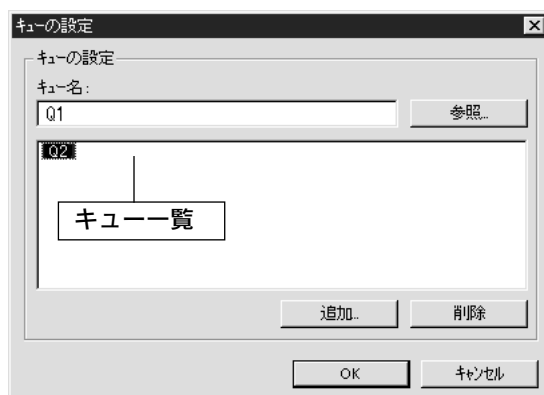 キューの設定
キューの設定
キュー名:
Q1
参照...
Q2
キュー一覧
追加...
削除
OK
キャンセル